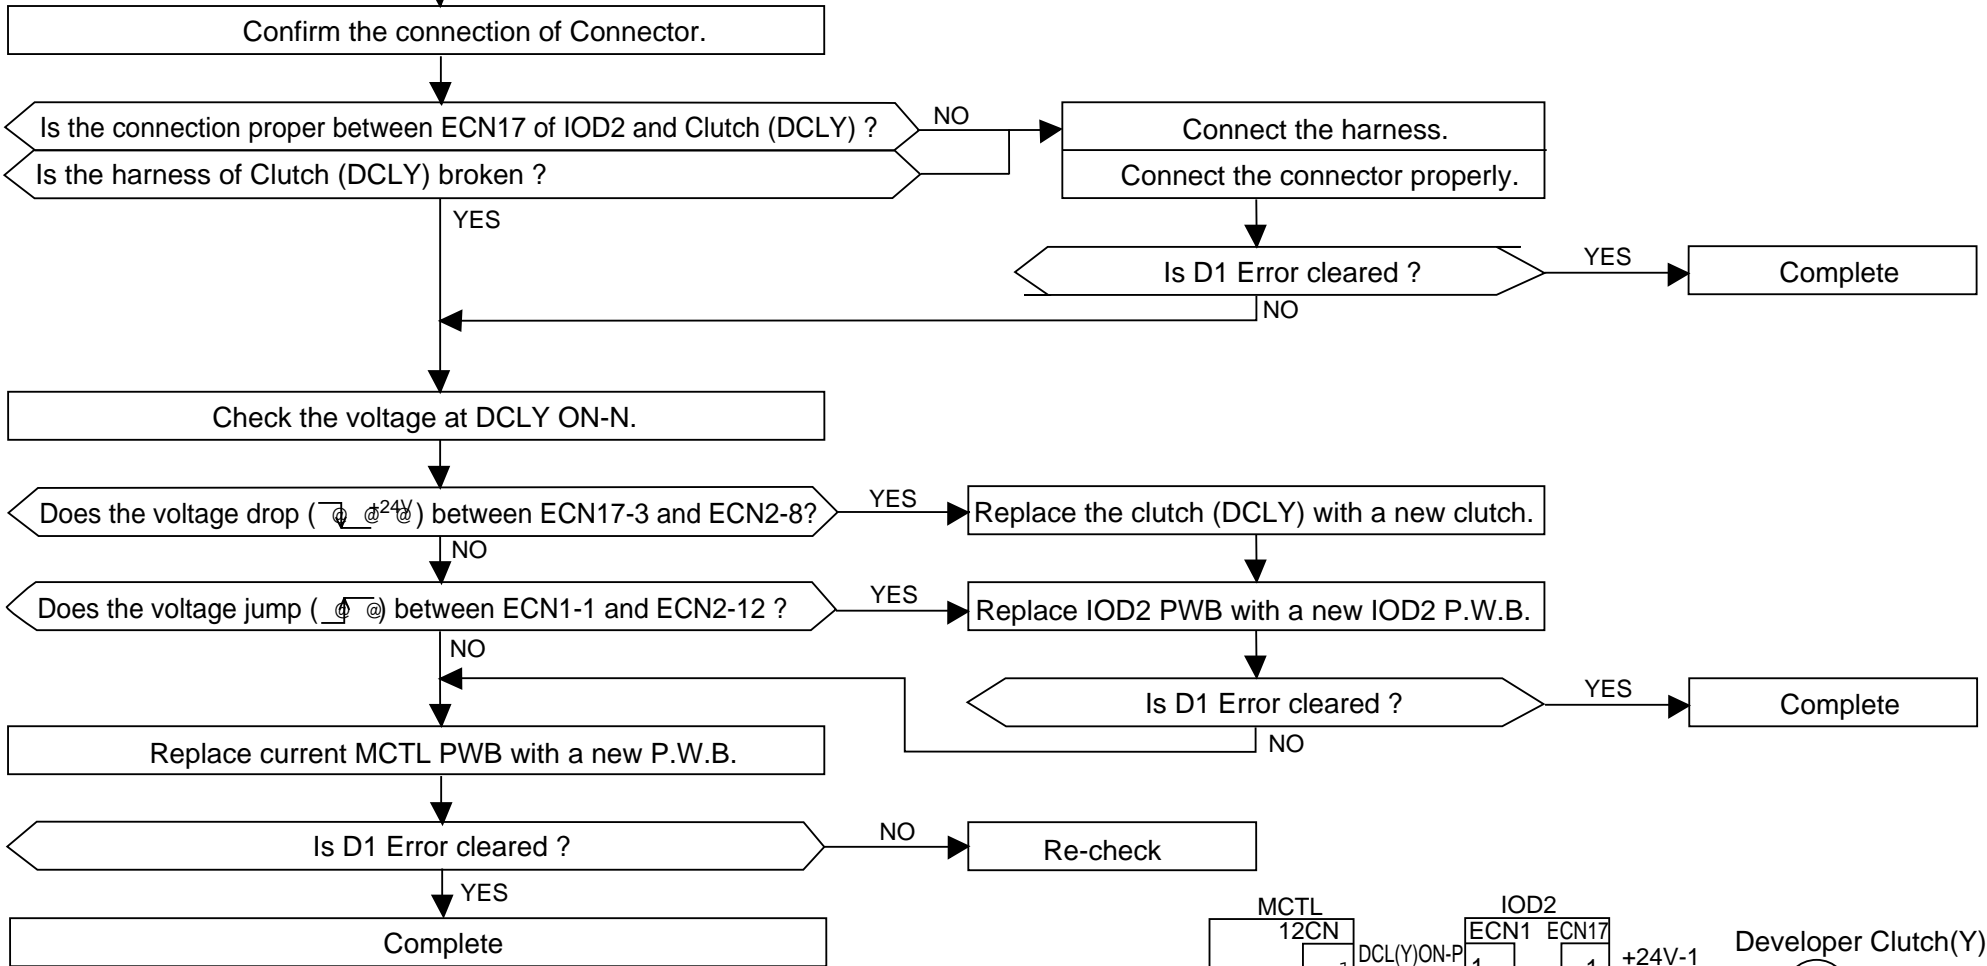 Confirm the connection of Connector.
Is the connection proper between ECN17 of IOD2 and Clutch (DCLY) ?
NO
Connect the harness.
Is the harness of Clutch (DCLY) broken ?
Connect the connector properly.
YES
Is D1 Error cleared ?
YES
Complete
NO
Check the voltage at DCLY ON-N.
Does the voltage drop ( @ @+24V@ ) between ECN17-3 and ECN2-8?
YES
Replace the clutch (DCLY) with a new clutch.
NO
Does the voltage jump ( @ @) between ECN1-1 and ECN2-12 ?
YES
Replace IOD2 PWB with a new IOD2 P.W.B.
NO
Is D1 Error cleared ?
YES
Complete
NO
Replace current MCTL PWB with a new P.W.B.
Is D1 Error cleared ?
NO
Re-check
YES
Complete
MCTL
IOD2
12CN
ECN1
ECN17
Developer Clutch(Y)
1
DCL(Y)ON-P
1
1
+24V-1